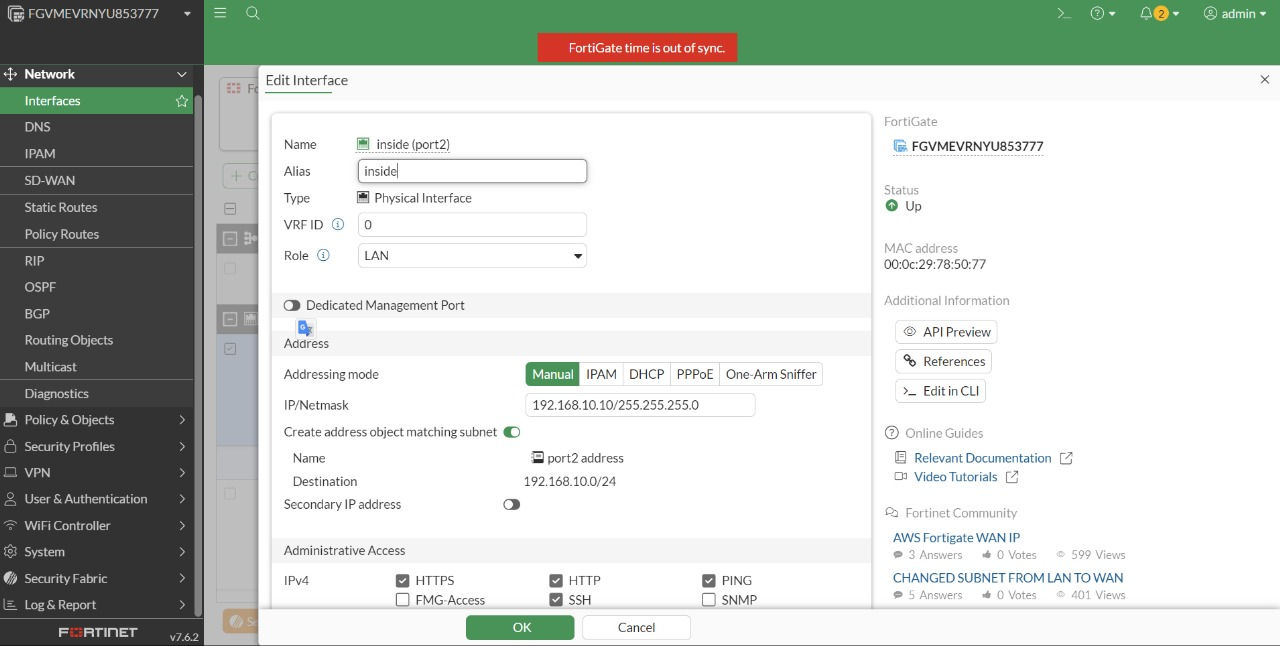 FGVMEVRNYU853777
2
admin
FortiGate time is out of sync.
Network
Interfaces
DNS
IPAM
SD-WAN
Static Routes
Policy Routes
RIP
OSPF
BGP
Routing Objects
Multicast
Diagnostics
Policy & Objects
Security Profiles
VPN
User & Authentication
WiFi Controller
System
Security Fabric
Log & Report
FORTINET
v7.6.2
Edit Interface
Name inside (port2)
Alias inside
Type Physical Interface
VRF ID 0
Role LAN
Dedicated Management Port
Address
Addressing mode Manual IPAM DHCP PPPoE One-Arm Sniffer
IP/Netmask 192.168.10.10/255.255.255.0
Create address object matching subnet
Name port2 address
Destination 192.168.10.0/24
Secondary IP address
Administrative Access
IPv4 HTTPS HTTP PING
FMG-Access SSH SNMP
OK Cancel
FortiGate
FGVMEVRNYU853777
Status
Up
MAC address
00:0c:29:78:50:77
Additional Information
API Preview
References
>_ Edit in CLI
Online Guides
Relevant Documentation
Video Tutorials
Fortinet Community
AWS Fortigate WAN IP
3 Answers 0 Votes 599 Views
CHANGED SUBNET FROM LAN TO WAN
5 Answers 0 Votes 401 Views